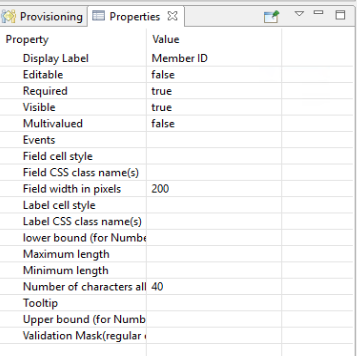 Provisioning Properties
Property Value
Display Label Member ID
Editable false
Required true
Visible true
Multivalued false
Events
Field cell style
Field CSS class name(s)
Field width in pixels 200
Label cell style
Label CSS class name(s)
lower bound (for Numbe
Maximum length
Minimum length
Number of characters all 40
Tooltip
Upper bound (for Numb
Validation Mask(regular e